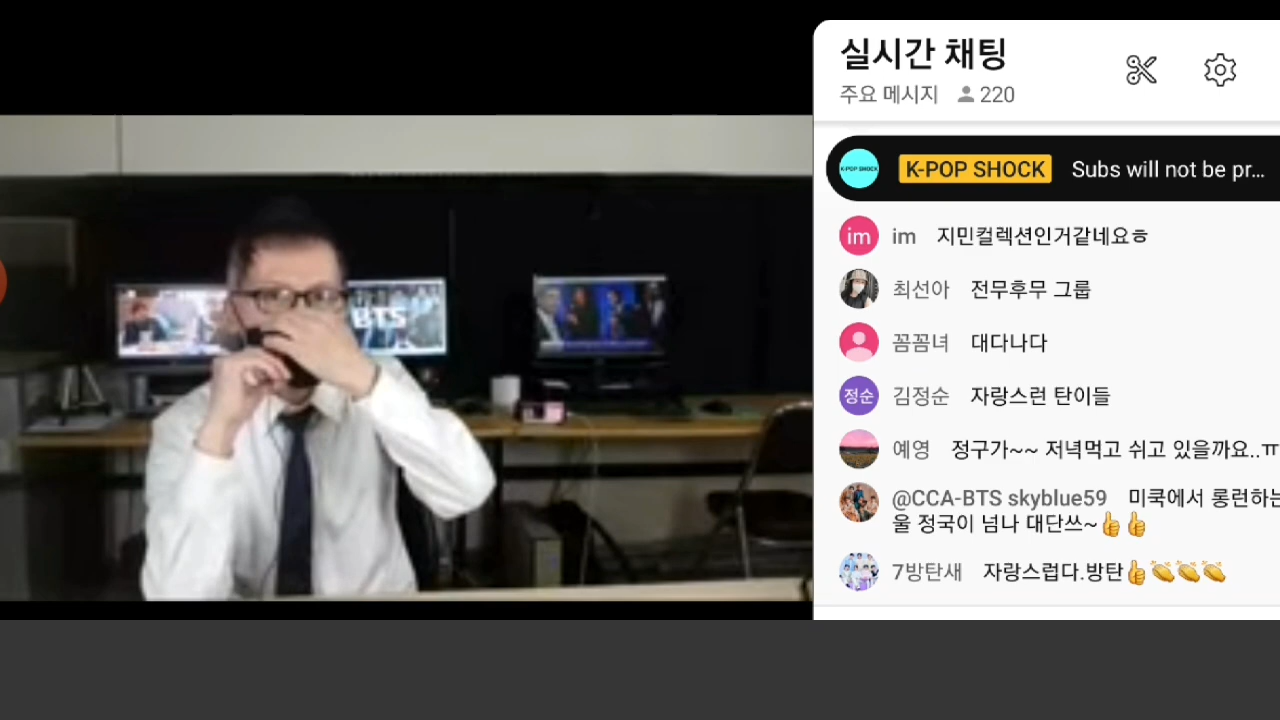 실시간 채팅
주요 메시지 220
K-POP SHOCK K-POP SHOCK Subs will not be pr...
im im 지민컬렉션인거같네요ㅎ
최선아 전무후무 그룹
꼼꼼녀 대다나다
정순 김정순 자랑스런 탄이들
예영 정구가~~ 저녁먹고 쉬고 있을까요..ㅠ
@CCA-BTS skyblue59 미쿡에서 롱런하는
울 정국이 넘나 대단쓰~👍👍
7방탄새 자랑스럽다.방탄👍👏👏👏
BTS